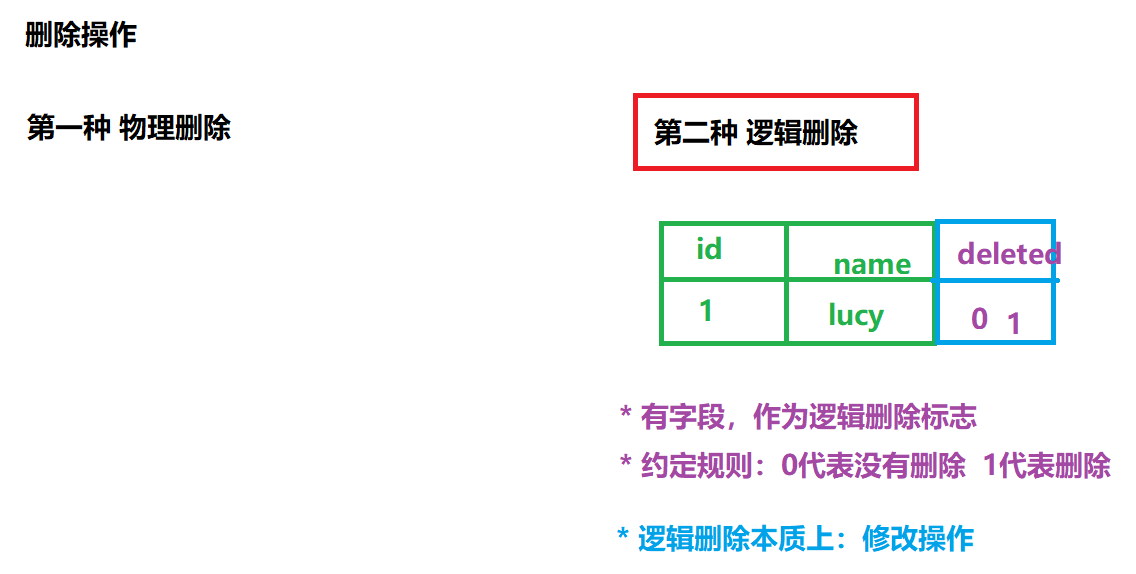 删除操作
第一种 物理删除
第二种 逻辑删除
id name deleted
1 lucy 0 1
* 有字段，作为逻辑删除标志
* 约定规则：0代表没有删除 1代表删除
* 逻辑删除本质上：修改操作